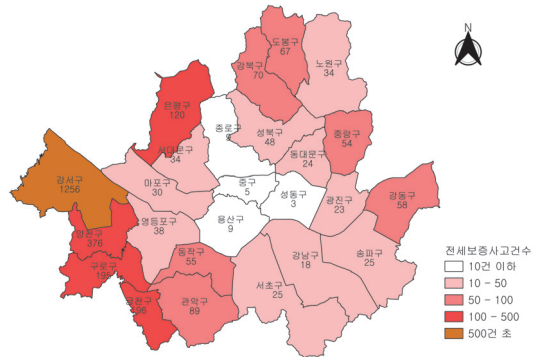 N
도봉구
67
노원구
34
강북구
70
은평구
120
종로구
9
성북구
48
중랑구
54
서대문구
34
동대문구
24
강서구
1256
마포구
30
중구
5
성동구
3
광진구
23
강동구
58
양천구
376
영등포구
38
용산구
9
구로구
동작구
55
강남구
18
송파구
25
서초구
25
금천구
196
관악구
89
전세보증사고건수
10건 이하
10 - 50
50 - 100
100 - 500
500건 초